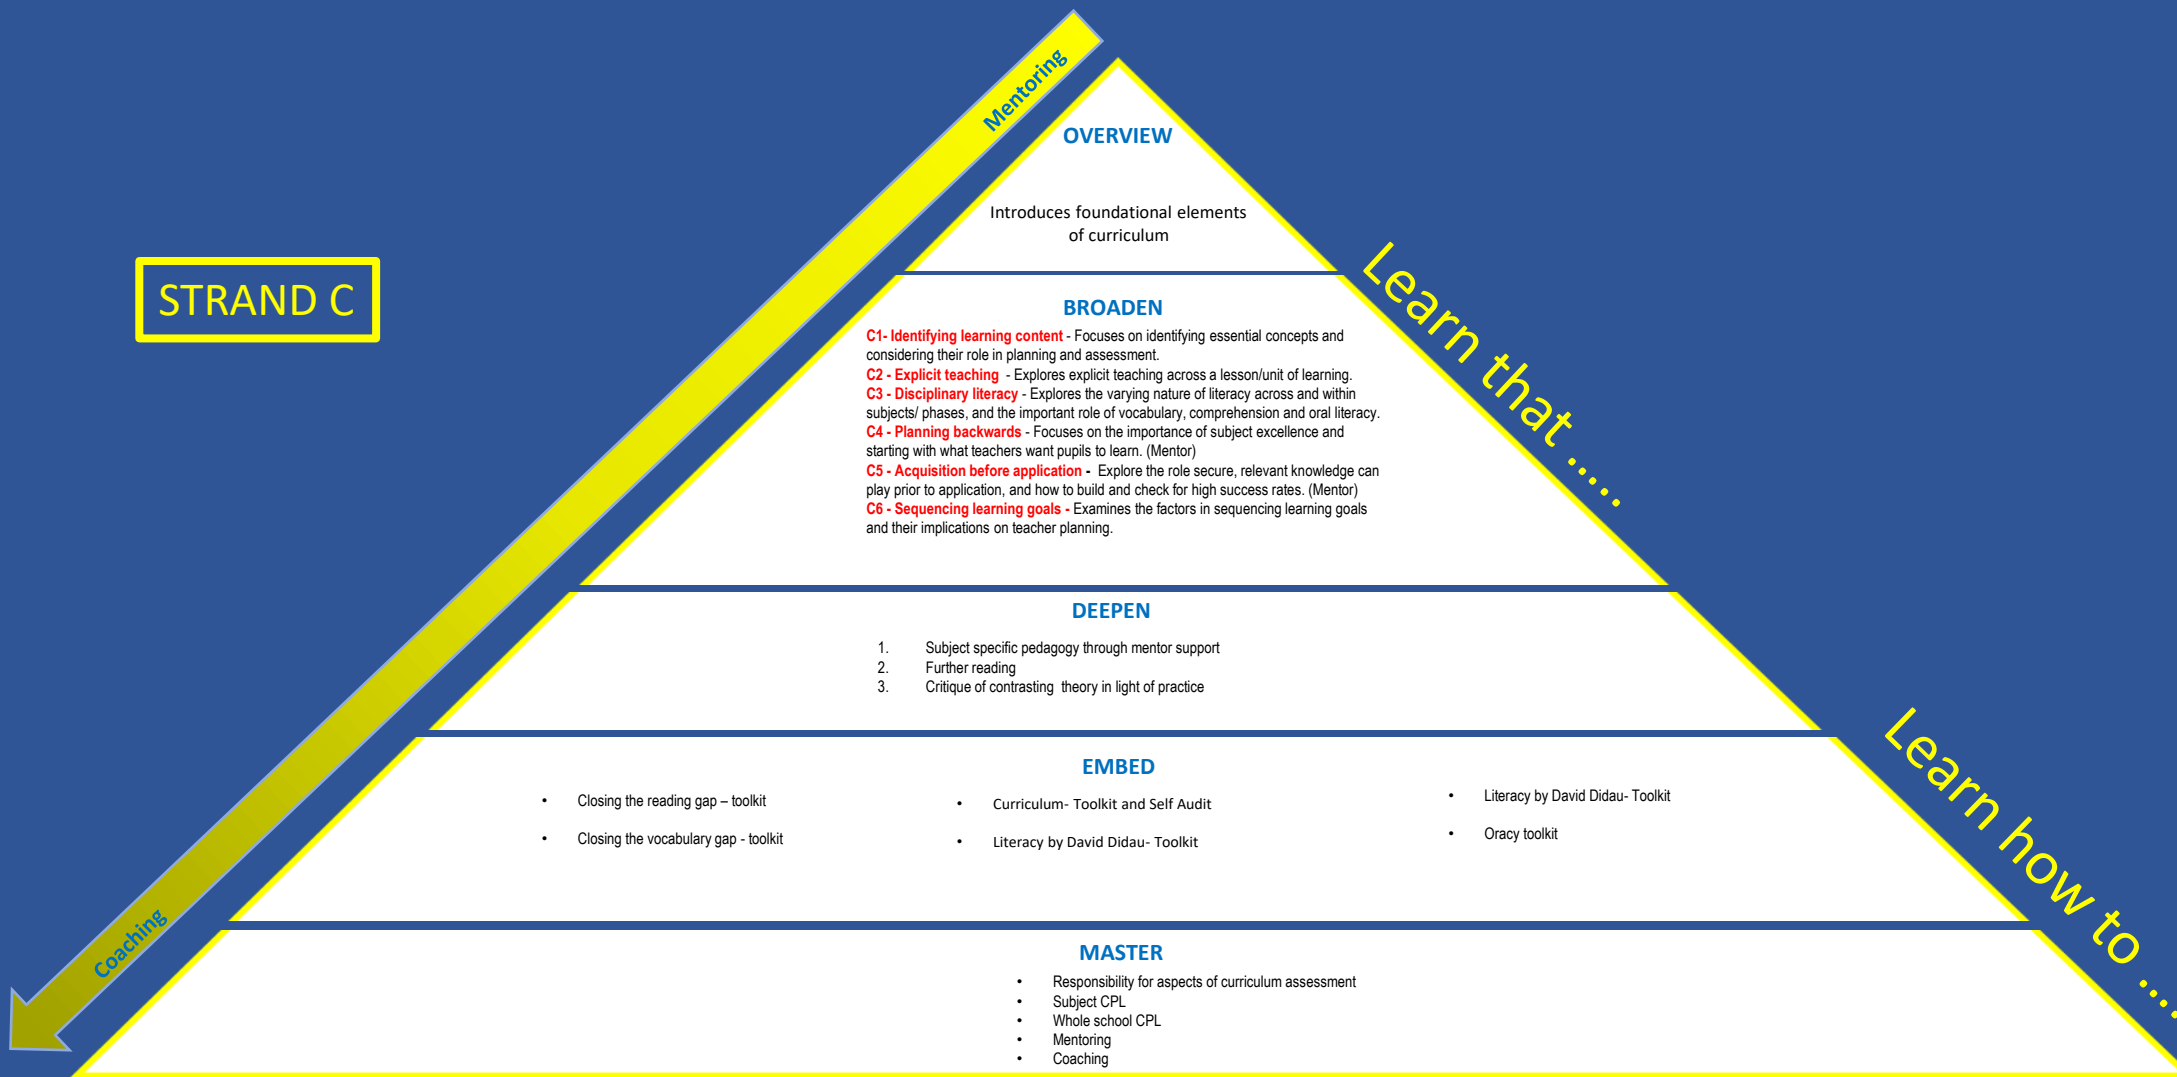 Mentoring
OVERVIEW
Introduces foundational elements
of curriculum
STRAND C
Learn that .....
BROADEN
C1- Identifying learning content - Focuses on identifying essential concepts and
considering their role in planning and assessment.
C2 - Explicit teaching - Explores explicit teaching across a lesson/unit of learning.
C3 - Disciplinary literacy - Explores the varying nature of literacy across and within
subjects/ phases, and the important role of vocabulary, comprehension and oral literacy.
C4 - Planning backwards - Focuses on the importance of subject excellence and
starting with what teachers want pupils to learn. (Mentor)
C5 - Acquisition before application - Explore the role secure, relevant knowledge can
play prior to application, and how to build and check for high success rates. (Mentor)
C6 - Sequencing learning goals - Examines the factors in sequencing learning goals
and their implications on teacher planning.
DEEPEN
1. Subject specific pedagogy through mentor support
2. Further reading
3. Critique of contrasting theory in light of practice
Learn how to .....
EMBED
• Closing the reading gap – toolkit
• Closing the vocabulary gap - toolkit
• Curriculum- Toolkit and Self Audit
• Literacy by David Didau- Toolkit
• Literacy by David Didau- Toolkit
• Oracy toolkit
Coaching
MASTER
• Responsibility for aspects of curriculum assessment
• Subject CPL
• Whole school CPL
• Mentoring
• Coaching